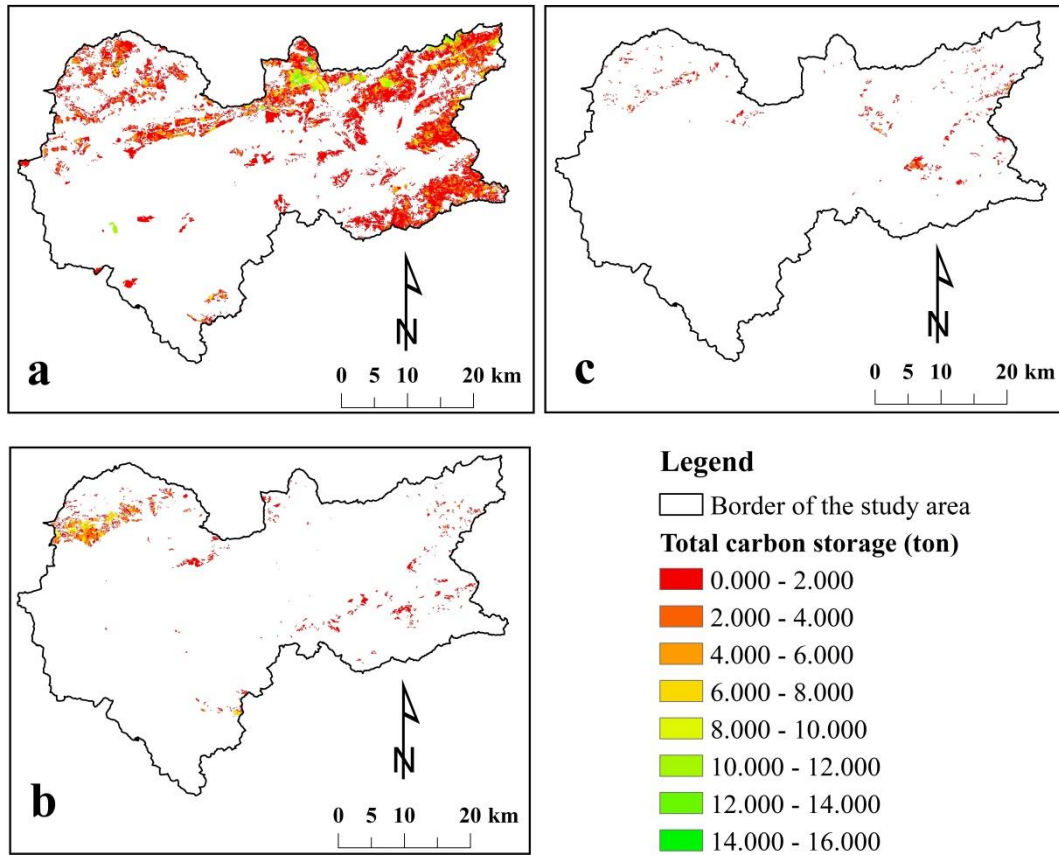 a
N
0 5 10 20 km
c
N
0 5 10 20 km
b
N
0 5 10 20 km
Legend
Border of the study area
Total carbon storage (ton)
0.000 - 2.000
2.000 - 4.000
4.000 - 6.000
6.000 - 8.000
8.000 - 10.000
10.000 - 12.000
12.000 - 14.000
14.000 - 16.000